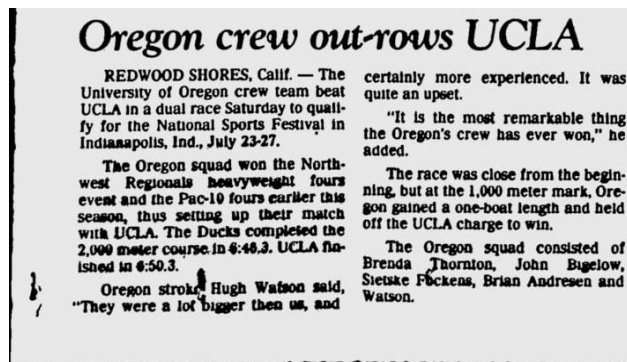 Oregon crew out-rows UCLA
REDWOOD SHORES, Calif. — The
University of Oregon crew team beat
UCLA in a dual race Saturday to quali-
fy for the National Sports Festival in
Indianapolis, Ind., July 23-27.
The Oregon squad won the North-
west Regionals heavyweight fours
event and the Pac-10 fours earlier this
season, thus setting up their match
with UCLA. The Ducks completed the
2,000 meter course in 6:46.3. UCLA fin-
ished in 6:50.3.
Oregon stroke Hugh Watson said,
"They were a lot bigger then us, and
certainly more experienced. It was
quite an upset.
"It is the most remarkable thing
the Oregon's crew has ever won," he
added.
The race was close from the begin-
ning, but at the 1,000 meter mark, Ore-
gon gained a one-boat length and held
off the UCLA charge to win.
The Oregon squad consisted of
Brenda Thornton, John Bigelow,
Sietske Fockens, Brian Andresen and
Watson.